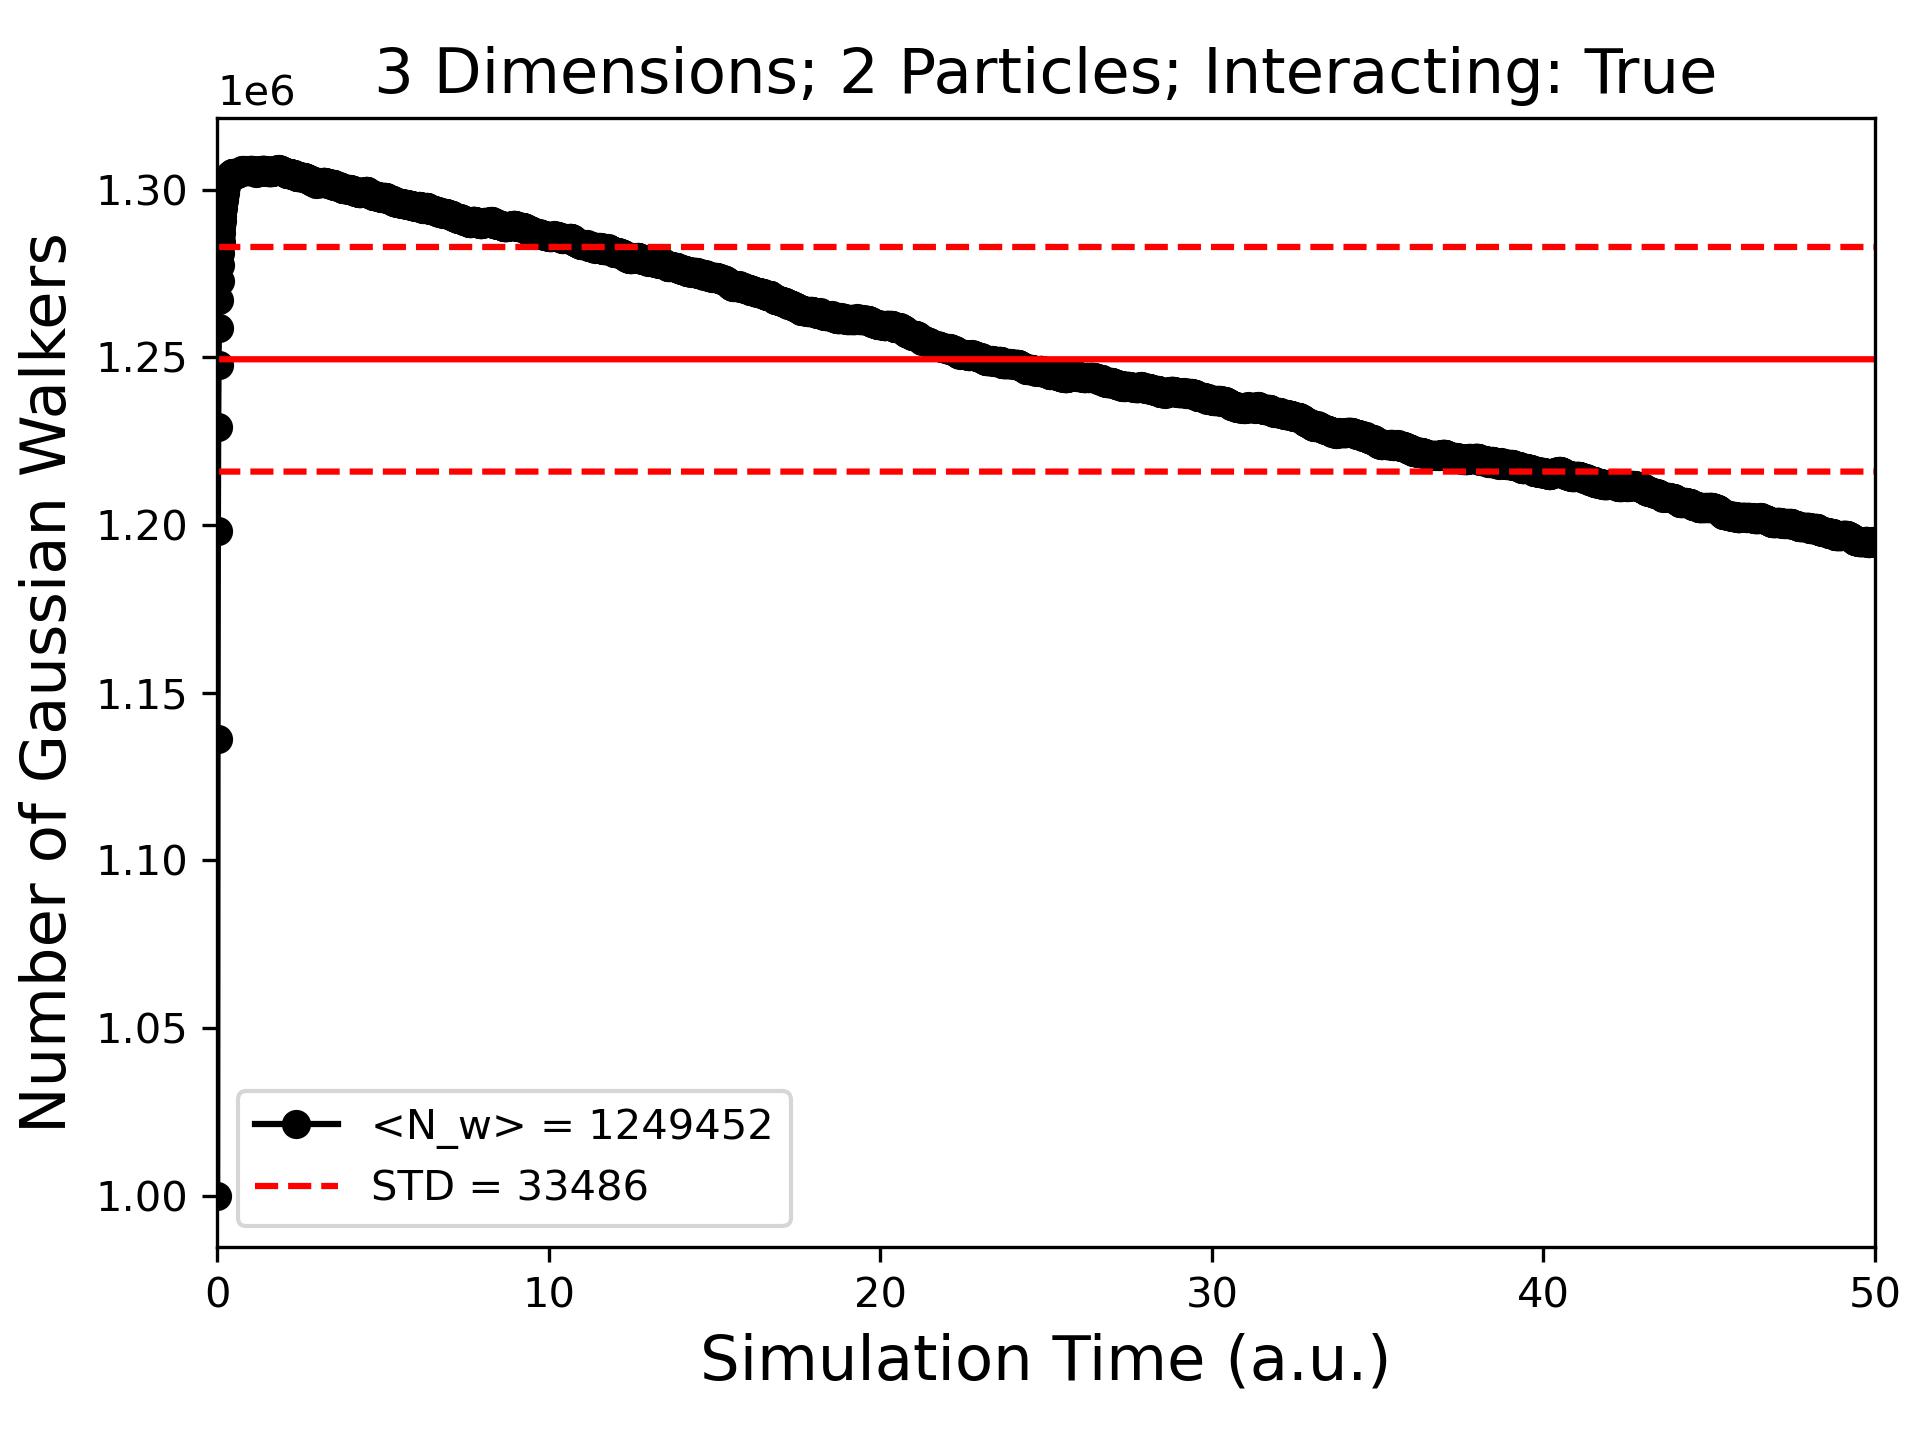 3 Dimensions; 2 Particles; Interacting: True
1e6
Number of Gaussian Walkers
1.30
1.25
1.20
1.15
1.10
1.05
1.00
<N_w> = 1249452
STD = 33486
0 10 20 30 40 50
Simulation Time (a.u.)